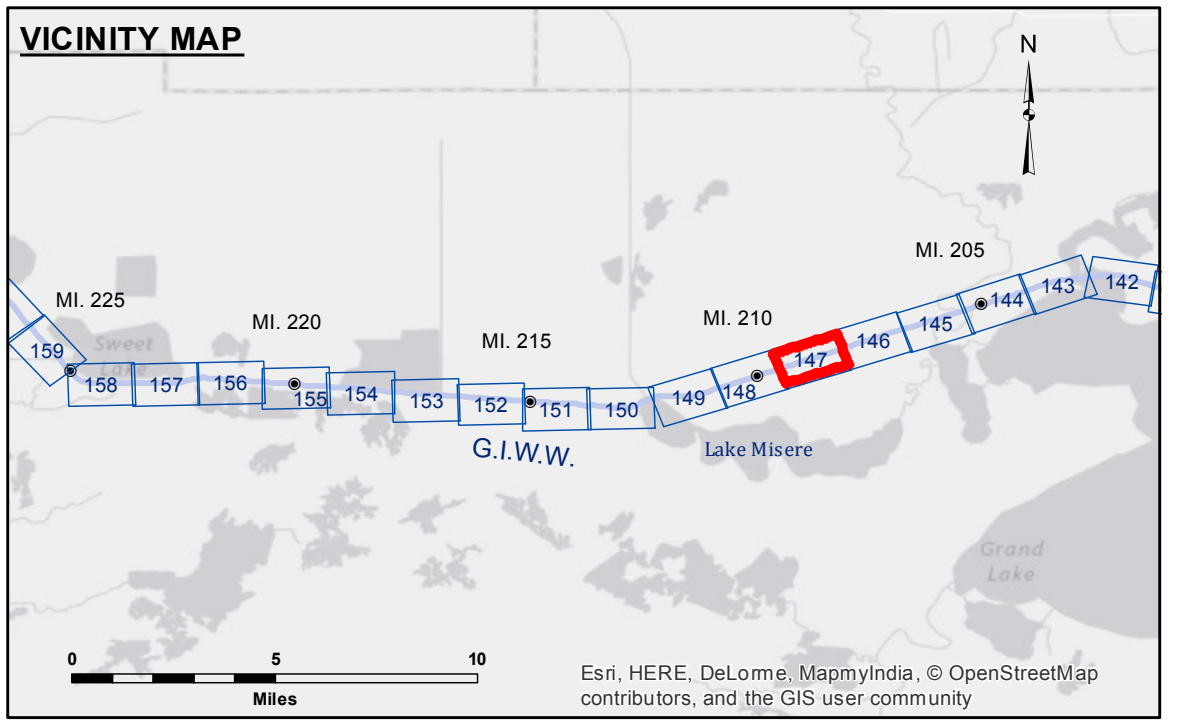 VICINITY MAP
N
MI. 205
MI. 225
MI. 220
MI. 215
MI. 210
159
Sweet
Lake
158
157
156
155
154
153
152
151
150
149
148
147
146
145
144
143
142
G.I.W.W.
Lake Misere
Grand
Lake
0 5 10
Miles
Esri, HERE, DeLorme, MapmyIndia, © OpenStreetMap
contributors, and the GIS user community